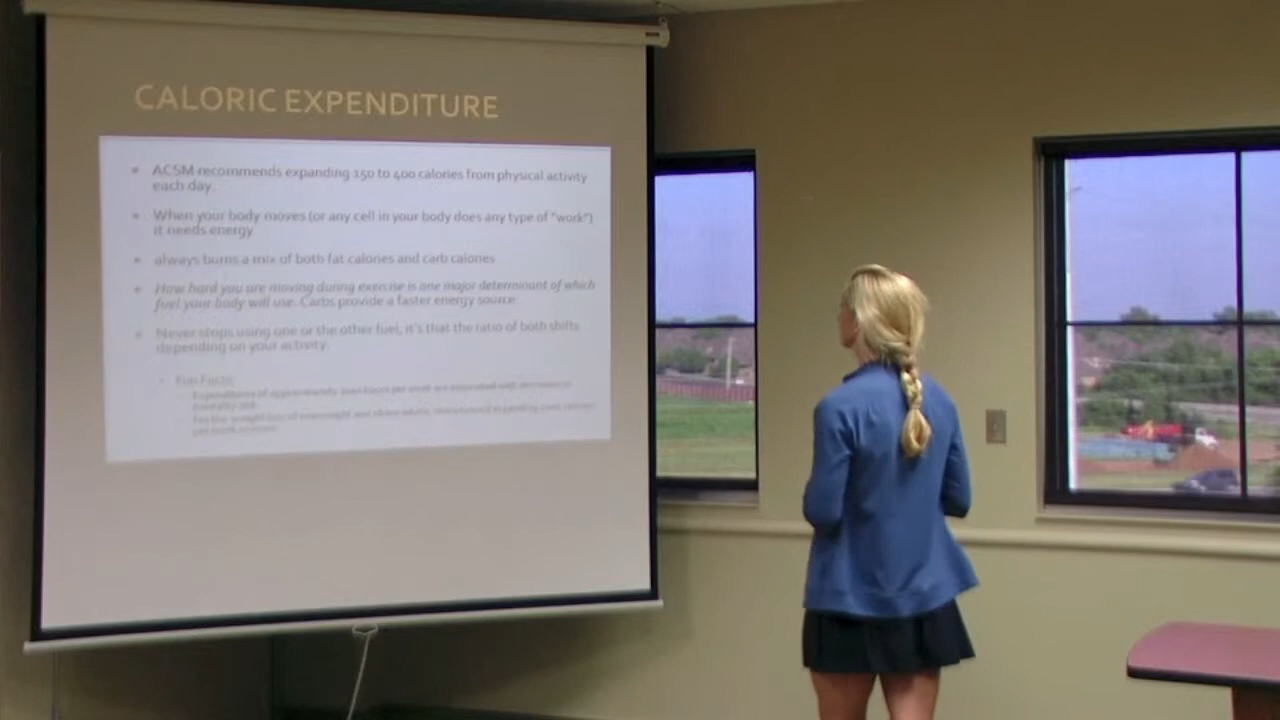 CALORIC EXPENDITURE
ACSM recommends expanding 150 to 400 calories from physical activity
each day.
When your body moves (or any cell in your body does any type of "work")
it needs energy
always burns a mix of both fat calories and carb calories
How hard you are moving during exercise is one major determinant of which
fuel your body will use. Carbs provide a faster energy source
Never stops using one or the other fuel, it's that the ratio of both shifts
depending on your activity.
Fun Facts: